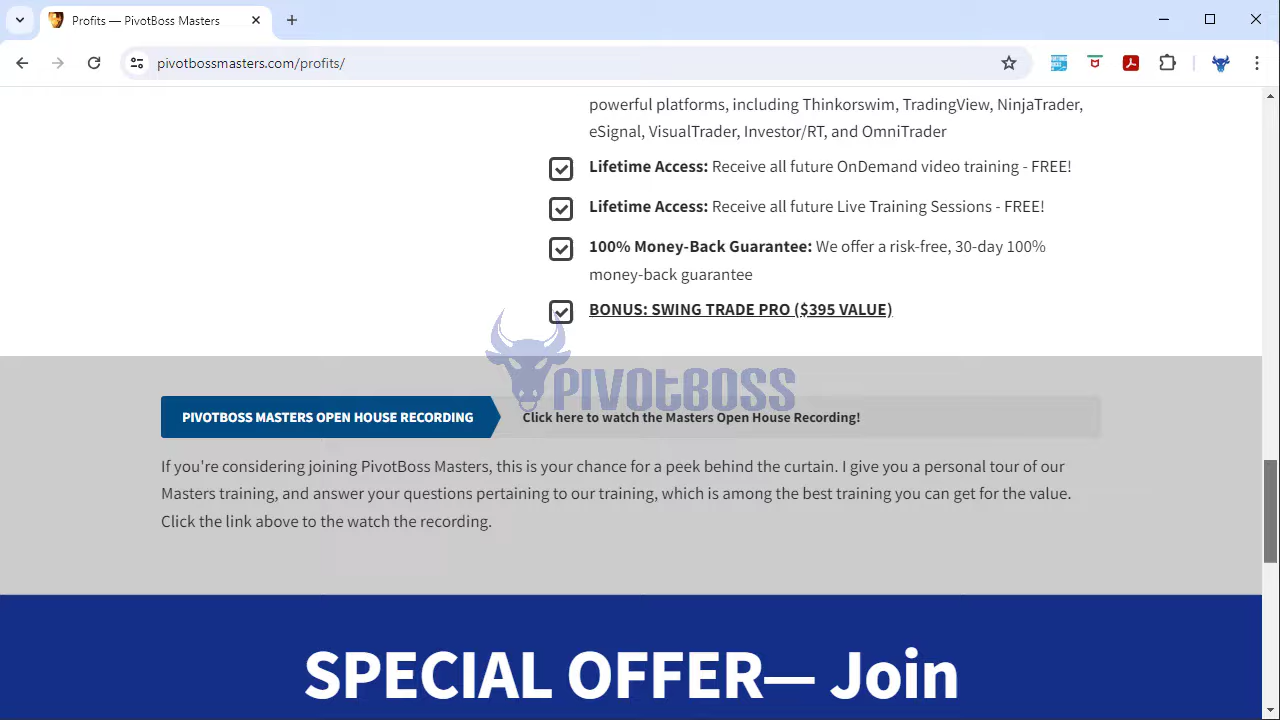 Profits — PivotBoss Masters
pivotbossmasters.com/profits/
powerful platforms, including Thinkorswim, TradingView, NinjaTrader,
eSignal, VisualTrader, Investor/RT, and OmniTrader
Lifetime Access: Receive all future OnDemand video training - FREE!
Lifetime Access: Receive all future Live Training Sessions - FREE!
100% Money-Back Guarantee: We offer a risk-free, 30-day 100%
money-back guarantee
BONUS: SWING TRADE PRO ($395 VALUE)
PIVOTBOSS
PIVOTBOSS MASTERS OPEN HOUSE RECORDING
Click here to watch the Masters Open House Recording!
If you're considering joining PivotBoss Masters, this is your chance for a peek behind the curtain. I give you a personal tour of our
Masters training, and answer your questions pertaining to our training, which is among the best training you can get for the value.
Click the link above to the watch the recording.
SPECIAL OFFER— Join